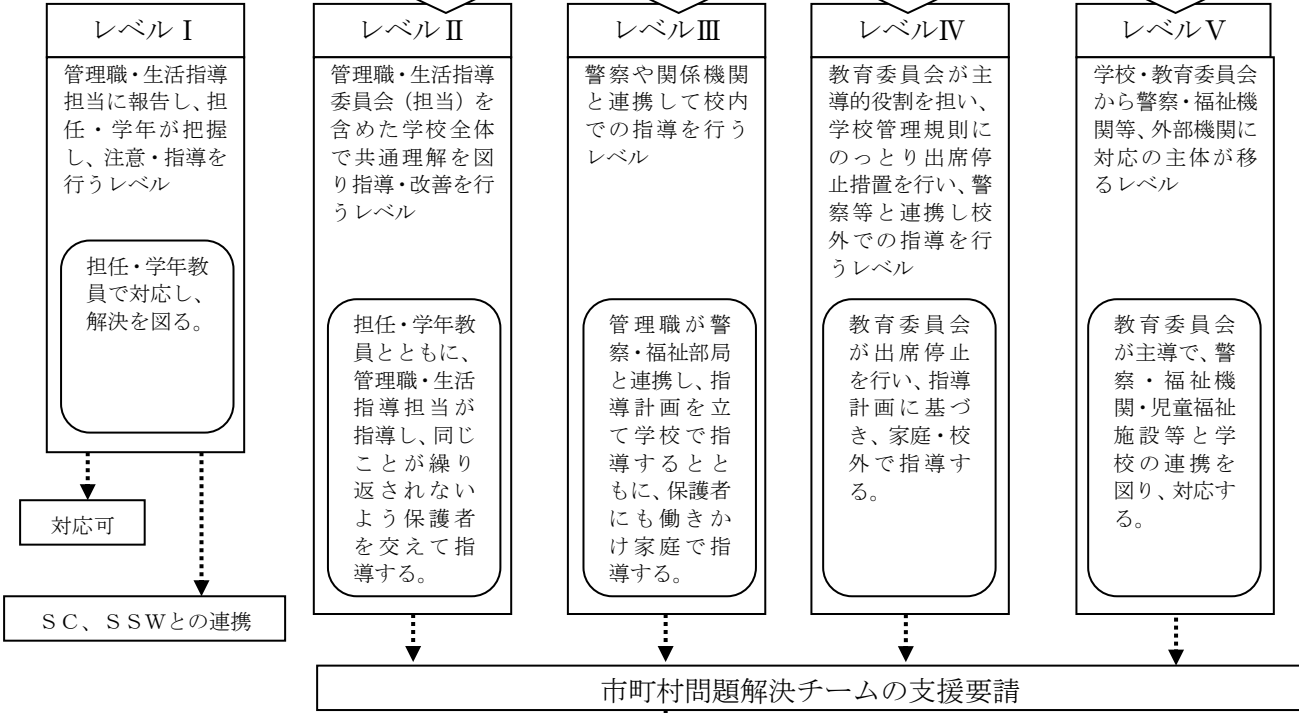 レベルⅠ
管理職・生活指導
担当に報告し、担
任・学年が把握
し、注意・指導を
行うレベル
担任・学年教
員で対応し、
解決を図る。
対応可
ＳＣ、ＳＳＷとの連携
レベルⅡ
管理職・生活指導
委員会（担当）を
含めた学校全体
で共通理解を図
り指導・改善を行
うレベル
担任・学年教
員とともに、
管理職・生活
指導担当が
指導し、同じ
ことが繰り
返されない
よう保護者
を交えて指
導する。
レベルⅢ
警察や関係機関
と連携して校内
での指導を行う
レベル
管理職が警
察・福祉部局
と連携し、指
導計画を立
て学校で指
導するとと
もに、保護者
にも働きか
け家庭で指
導する。
レベルⅣ
教育委員会が主
導的役割を担い、
学校管理規則に
のっとり出席停
止措置を行い、警
察等と連携し校
外での指導を行
うレベル
教育委員会
が出席停止
を行い、指導
計画に基づ
き、家庭・校
外で指導す
る。
レベルⅤ
学校・教育委員会
から警察・福祉機
関等、外部機関に
対応の主体が移
るレベル
教育委員会
が主導で、警
察・福祉機
関・児童福祉
施設等と学
校の連携を
図り、対応す
る。
市町村問題解決チームの支援要請